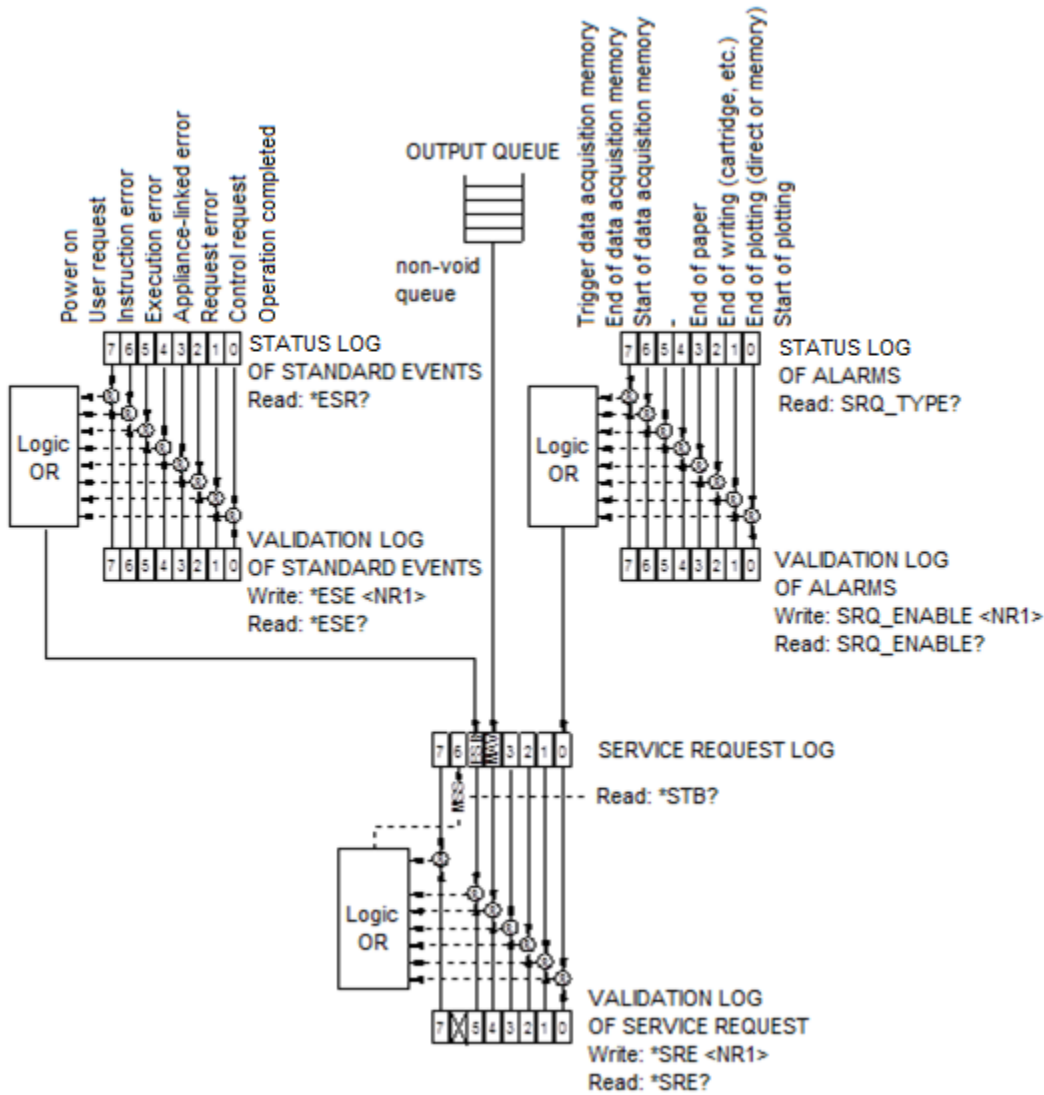 Power on
User request
Instruction error
Execution error
Appliance-linked error
Request error
Control request
Operation completed
OUTPUT QUEUE
non-void
queue
Trigger data acquisition memory
End of data acquisition memory
Start of data acquisition memory
-
End of paper
End of writing (cartridge, etc.)
End of plotting (direct or memory)
Start of plotting
7 6 5 4 3 2 1 0
STATUS LOG
OF STANDARD EVENTS
Read: *ESR?
Logic
OR
& & & & & & & &
7 6 5 4 3 2 1 0
VALIDATION LOG
OF STANDARD EVENTS
Write: *ESE <NR1>
Read: *ESE?
7 6 5 4 3 2 1 0
STATUS LOG
OF ALARMS
Read: SRQ_TYPE?
Logic
OR
& & & & & & & &
7 6 5 4 3 2 1 0
VALIDATION LOG
OF ALARMS
Write: SRQ_ENABLE <NR1>
Read: SRQ_ENABLE?
7 6 ESB MAV 3 2 1 0
SERVICE REQUEST LOG
MSS
Read: *STB?
Logic
OR
& & & & & & &
7 X 5 4 3 2 1 0
VALIDATION LOG
OF SERVICE REQUEST
Write: *SRE <NR1>
Read: *SRE?